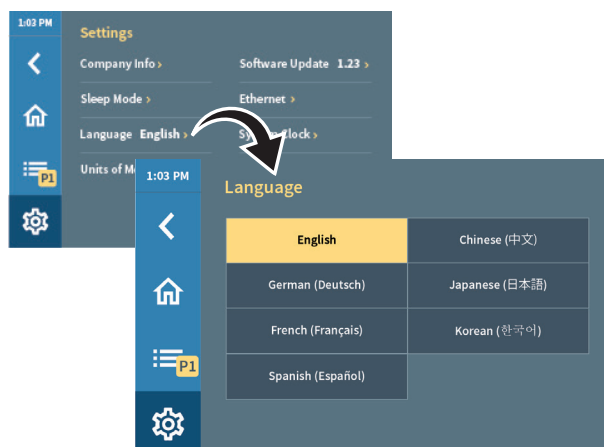 1:03 PM
Settings
Company Info >
Software Update 1.23 >
Sleep Mode >
Ethernet >
Language English >
Clock >
Units of
P1
1:03 PM
Language
English
Chinese (中文)
German (Deutsch)
Japanese (日本語)
French (Français)
Korean (한국어)
Spanish (Español)
P1